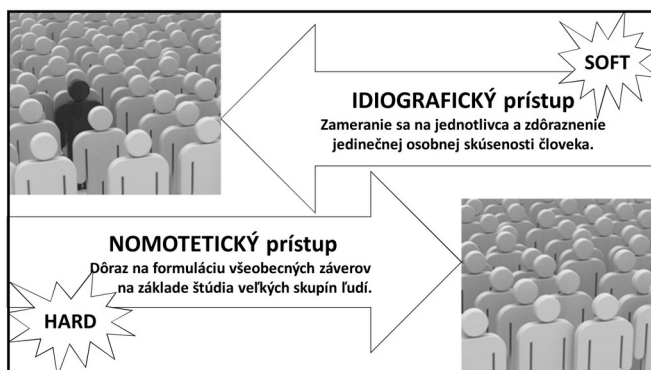 SOFT
IDIOGRAFICKÝ prístup
Zameranie sa na jednotlivca a zdôraznenie
jedinečnej osobnej skúsenosti človeka.
NOMOTETICKÝ prístup
Dôraz na formuláciu všeobecných záverov
na základe štúdia veľkých skupín ľudí.
HARD